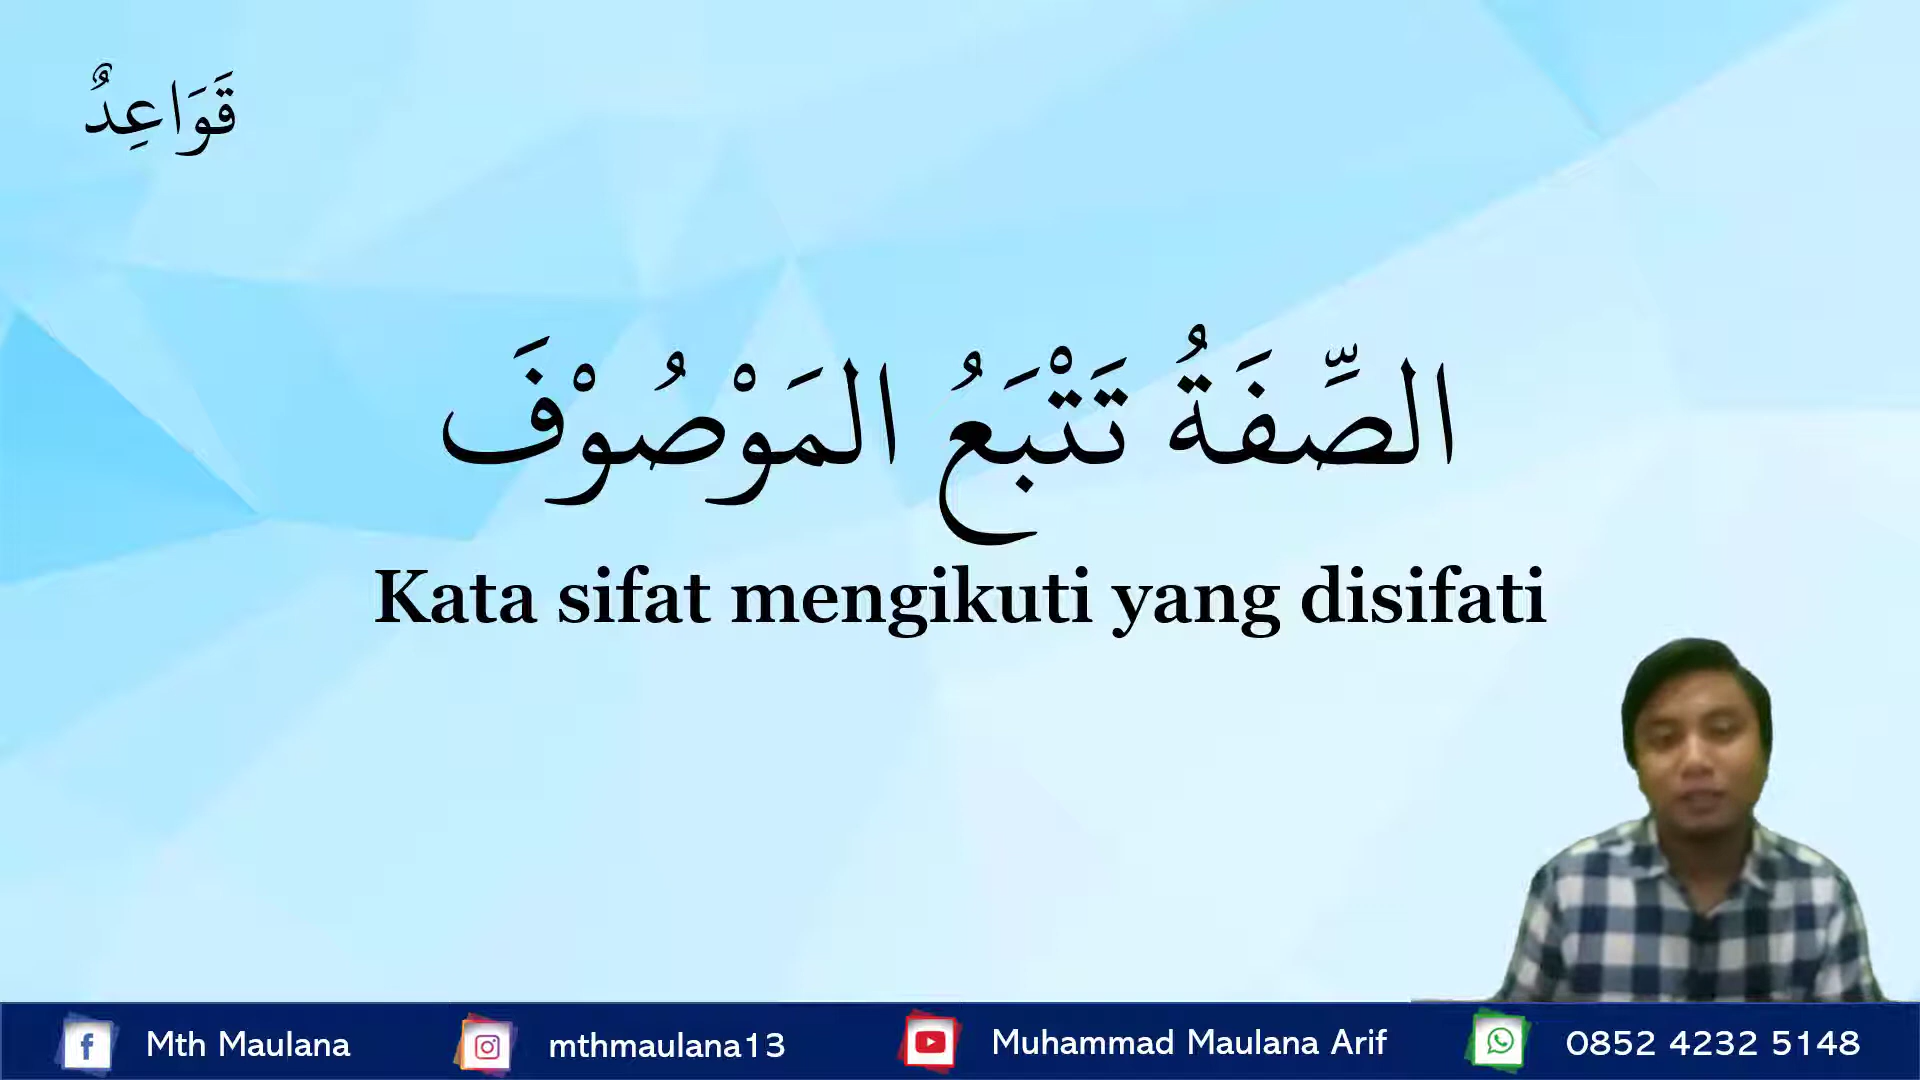 قَوَاعِدٌ
الصِّفَةُ تَتْبَعُ المَوْصُوْفَ
Kata sifat mengikuti yang disifati
Mth Maulana
mthmaulana13
Muhammad Maulana Arif
0852 4232 5148